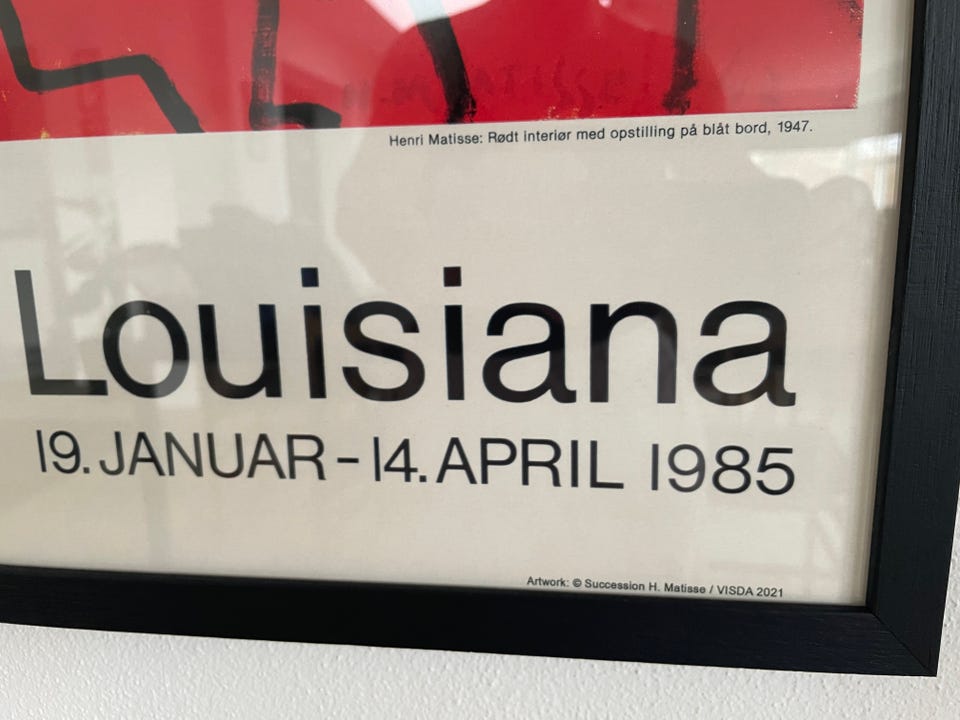 H. MATISSE
Henri Matisse: Rødt interiør med opstilling på blåt bord, 1947.
Louisiana
19. JANUAR - 14. APRIL 1985
Artwork: © Succession H. Matisse / VISDA 2021